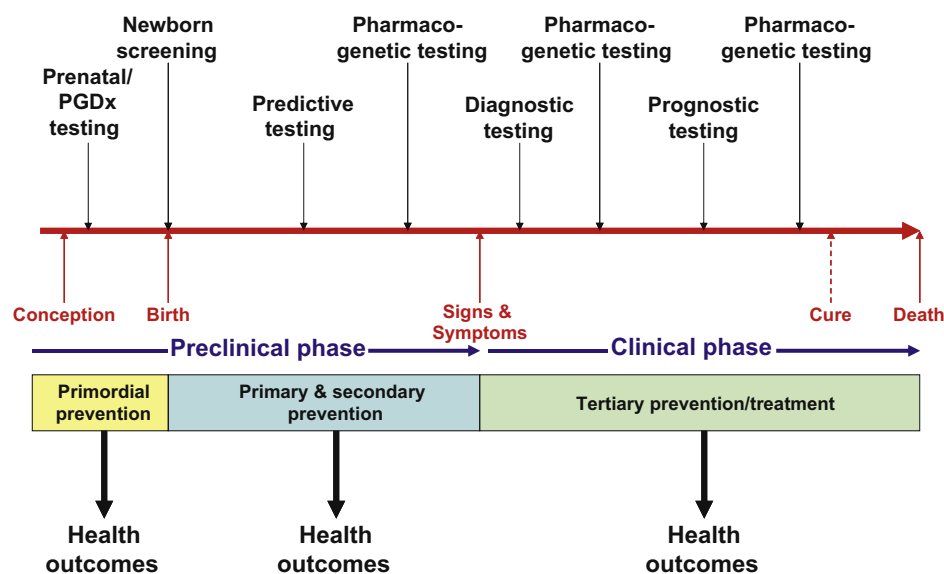 Newborn
screening
Pharmaco-
genetic testing
Pharmaco-
genetic testing
Pharmaco-
genetic testing
Prenatal/
PGDx
testing
Predictive
testing
Diagnostic
testing
Prognostic
testing
Conception
Birth
Signs &
Symptoms
Cure
Death
Preclinical phase
Clinical phase
Primordial
prevention
Primary & secondary
prevention
Tertiary prevention/treatment
Health
outcomes
Health
outcomes
Health
outcomes